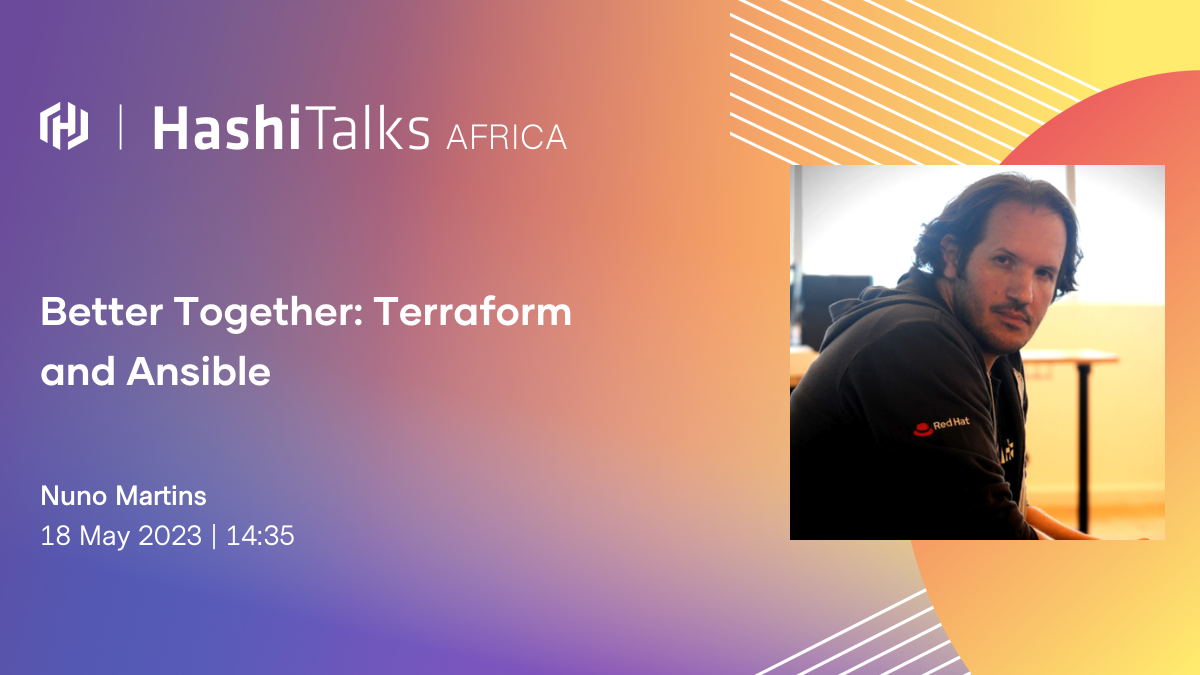 HashiTalks AFRICA
Better Together: Terraform
and Ansible
Nuno Martins
18 May 2023 | 14:35
Red Hat